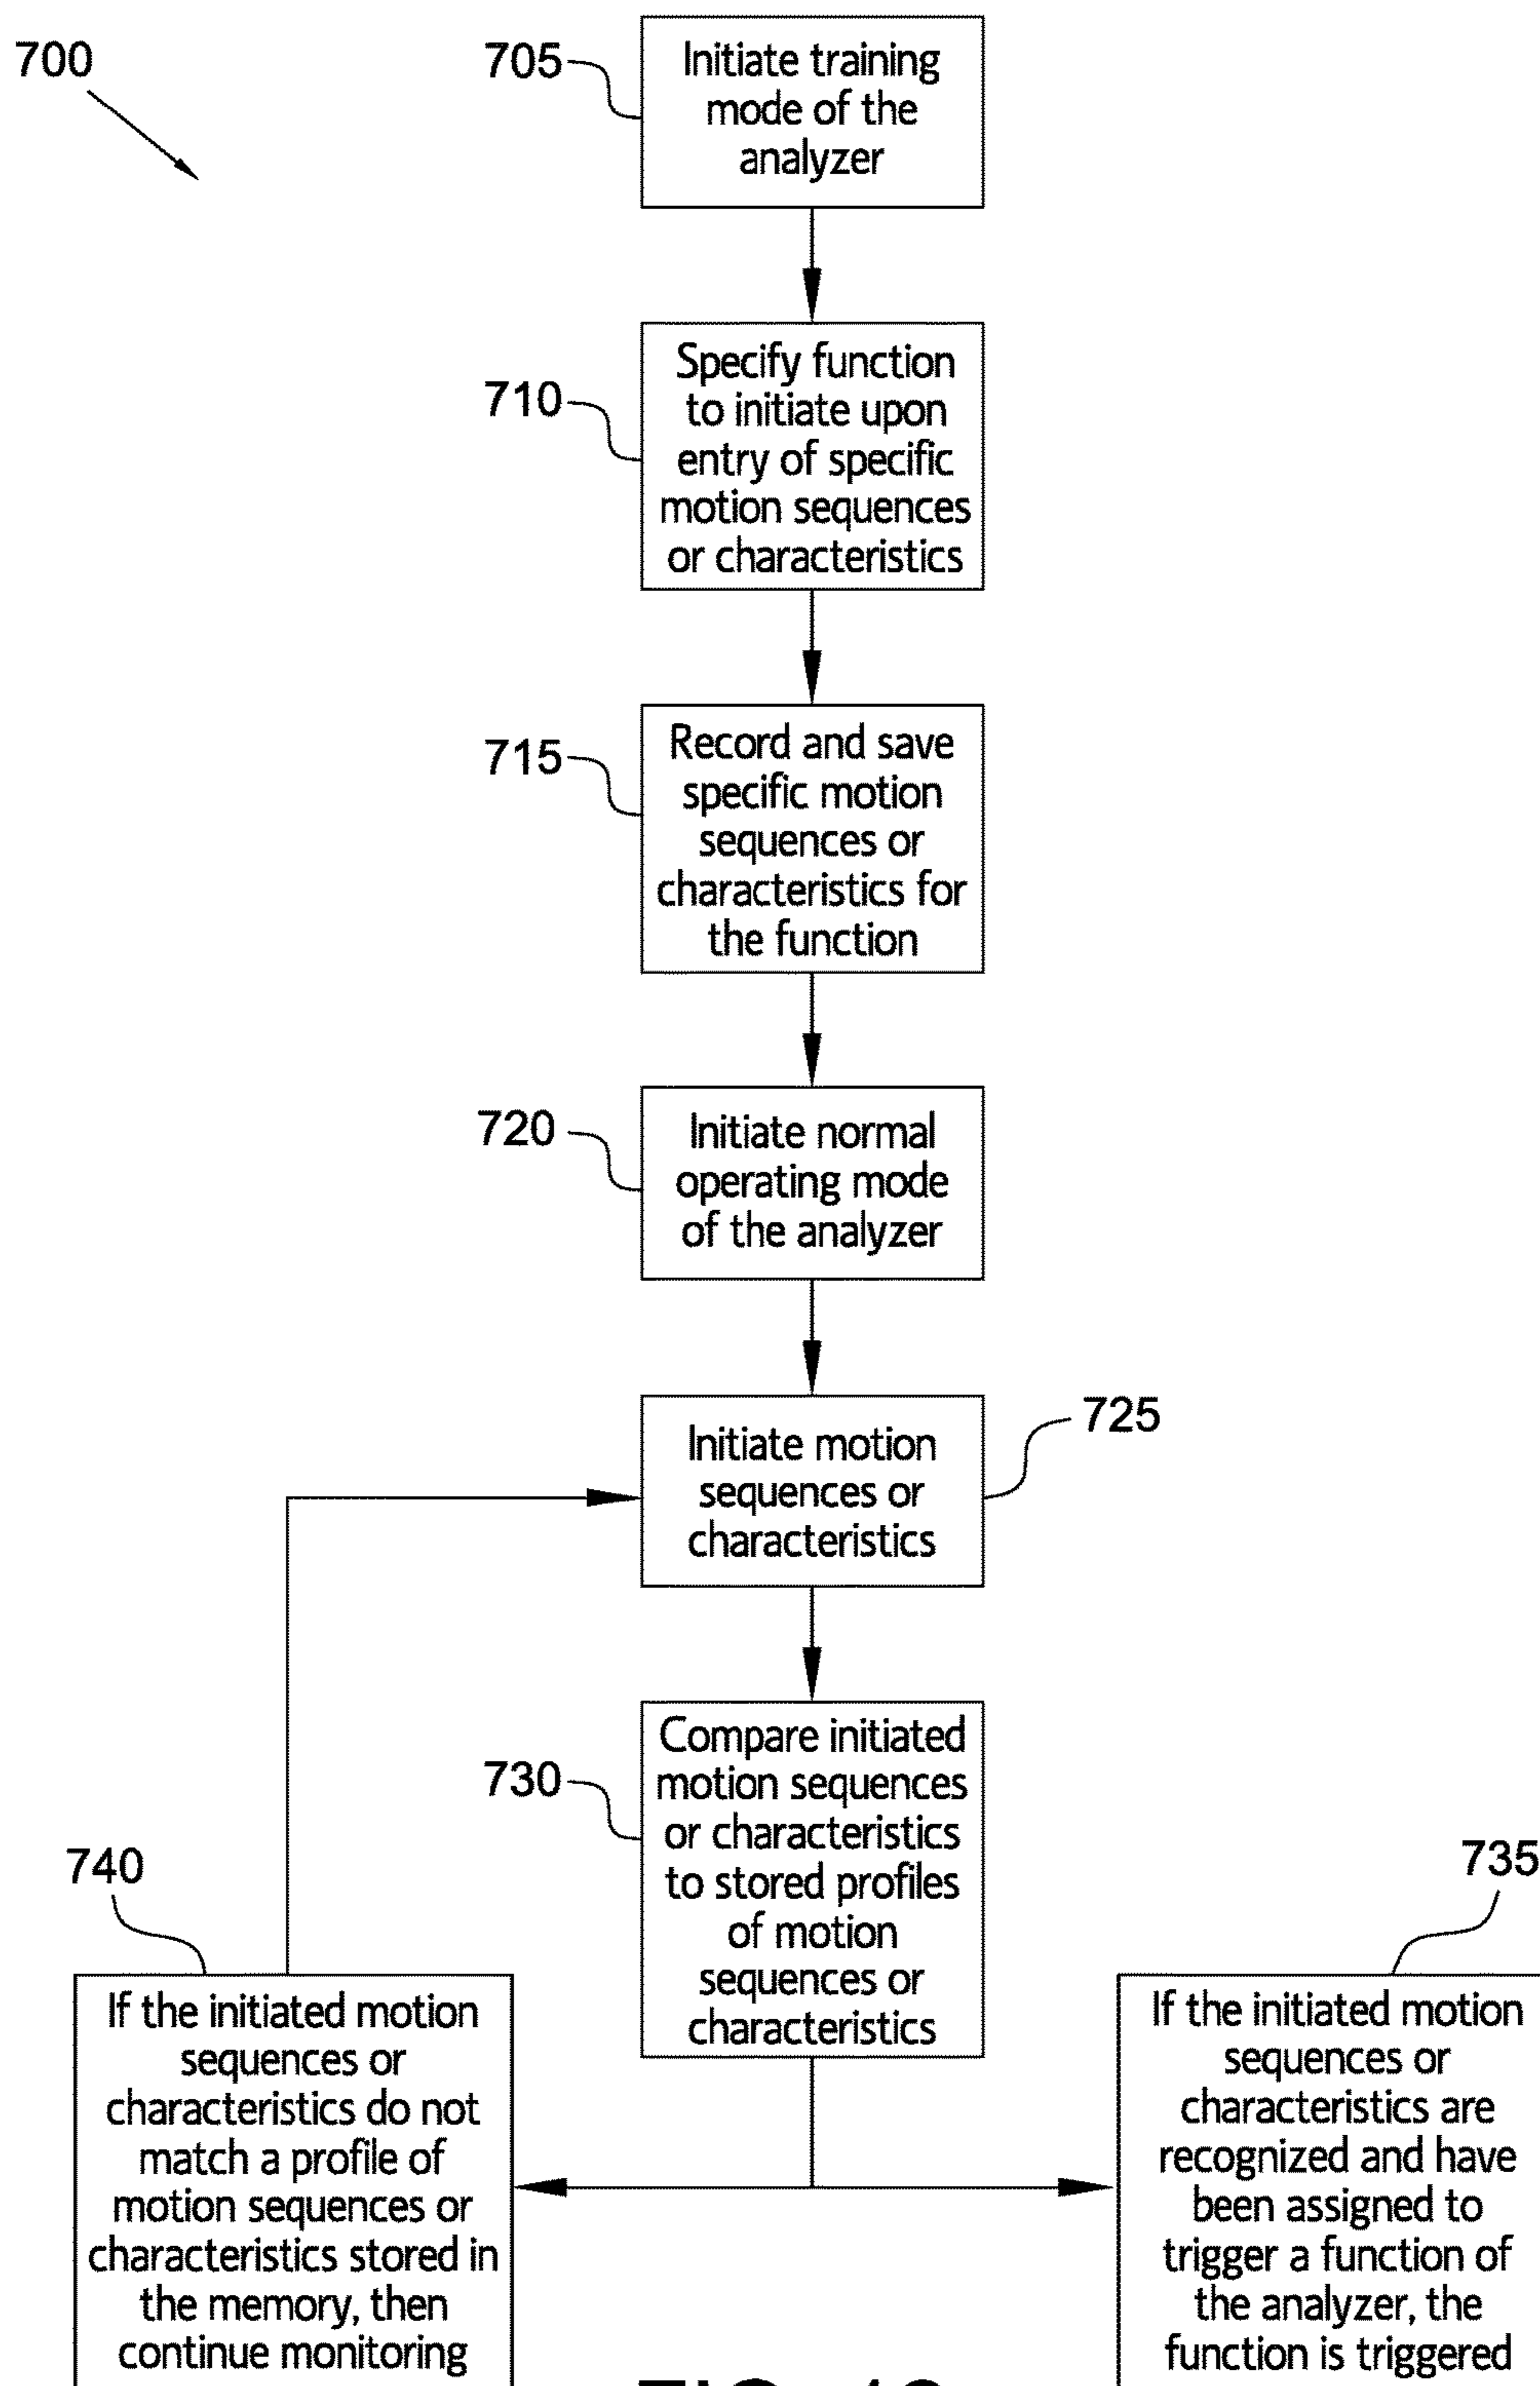 700
705
Initiate training
mode of the
analyzer
710
Specify function
to initiate upon
entry of specific
motion sequences
or characteristics
715
Record and save
specific motion
sequences or
characteristics for
the function
720
Initiate normal
operating mode
of the analyzer
725
Initiate motion
sequences or
characteristics
730
Compare initiated
motion sequences
or characteristics
to stored profiles
of motion
sequences or
characteristics
740
If the initiated motion
sequences or
characteristics do not
match a profile of
motion sequences or
characteristics stored in
the memory, then
continue monitoring
735
If the initiated motion
sequences or
characteristics are
recognized and have
been assigned to
trigger a function of
the analyzer, the
function is triggered